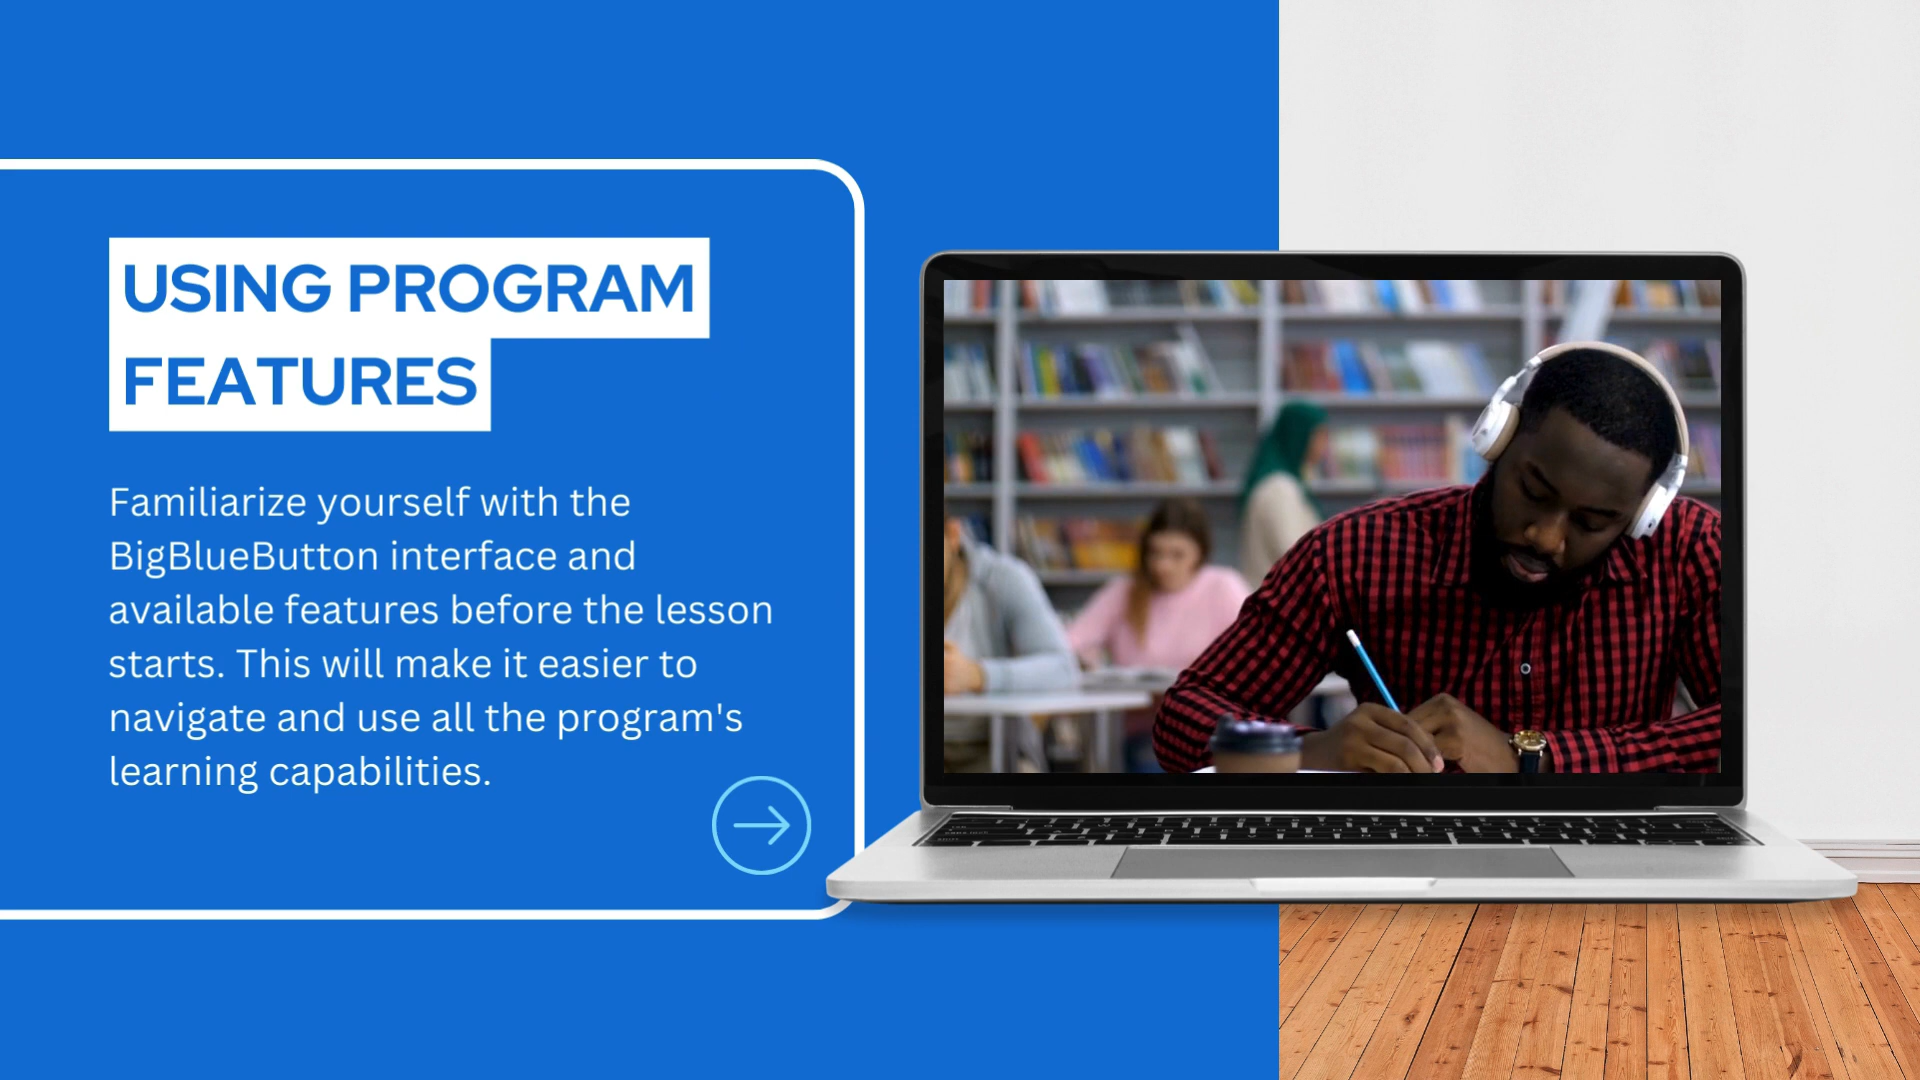 USING PROGRAM
FEATURES
Familiarize yourself with the
BigBlueButton interface and
available features before the lesson
starts. This will make it easier to
navigate and use all the program's
learning capabilities.